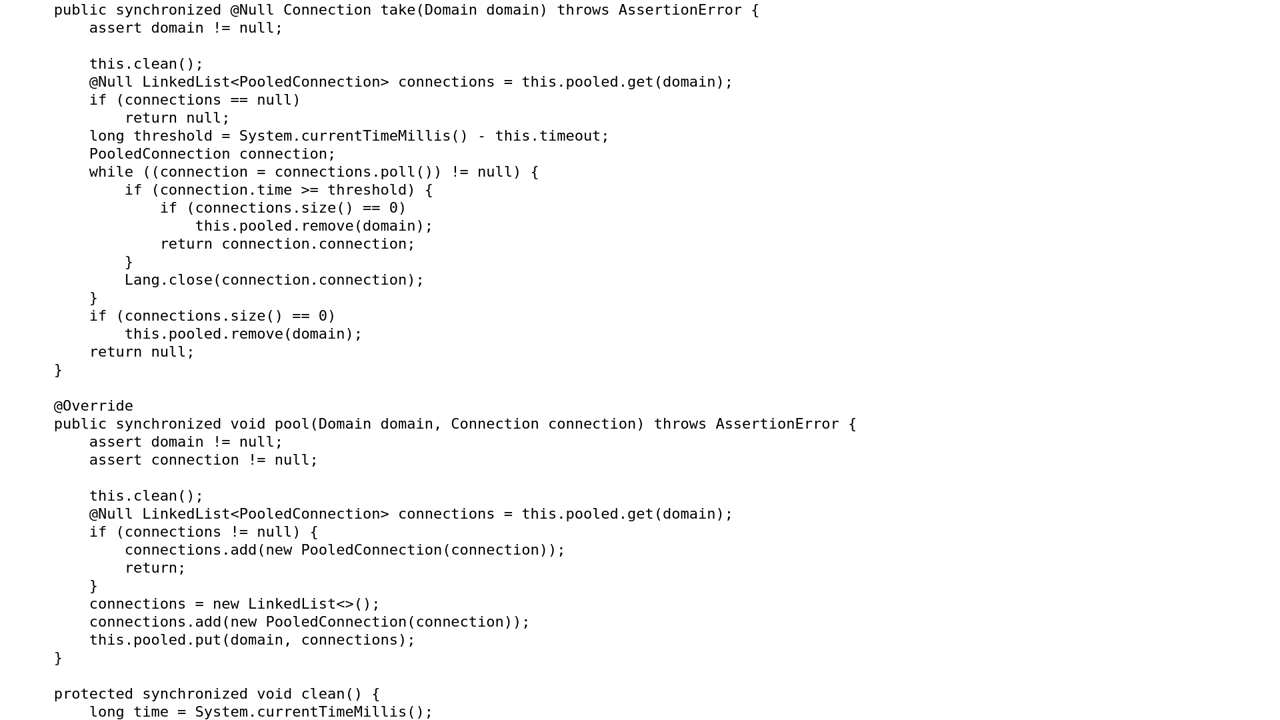 public synchronized @Null Connection take(Domain domain) throws AssertionError {
    assert domain != null;

    this.clean();
    @Null LinkedList<PooledConnection> connections = this.pooled.get(domain);
    if (connections == null)
        return null;
    long threshold = System.currentTimeMillis() - this.timeout;
    PooledConnection connection;
    while ((connection = connections.poll()) != null) {
        if (connection.time >= threshold) {
            if (connections.size() == 0)
                this.pooled.remove(domain);
            return connection.connection;
        }
        Lang.close(connection.connection);
    }
    if (connections.size() == 0)
        this.pooled.remove(domain);
    return null;
}

@Override
public synchronized void pool(Domain domain, Connection connection) throws AssertionError {
    assert domain != null;
    assert connection != null;

    this.clean();
    @Null LinkedList<PooledConnection> connections = this.pooled.get(domain);
    if (connections != null) {
        connections.add(new PooledConnection(connection));
        return;
    }
    connections = new LinkedList<>();
    connections.add(new PooledConnection(connection));
    this.pooled.put(domain, connections);
}

protected synchronized void clean() {
    long time = System.currentTimeMillis();